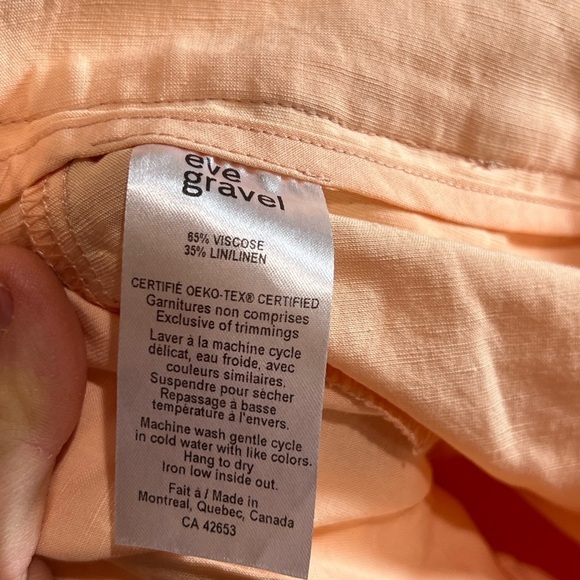 eve
gravel
65% VISCOSE
35% LIN/LINEN
CERTIFIÉ OEKO-TEX® CERTIFIED
Garnitures non comprises
Exclusive of trimmings
Laver à la machine cycle
délicat, eau froide, avec
couleurs similaires.
Suspendre pour sècher
Repassage à basse
température à l'envers.
Machine wash gentle cycle
in cold water with like colors.
Hang to dry
Iron low inside out.
Fait à / Made in
Montreal, Quebec, Canada
CA 42653